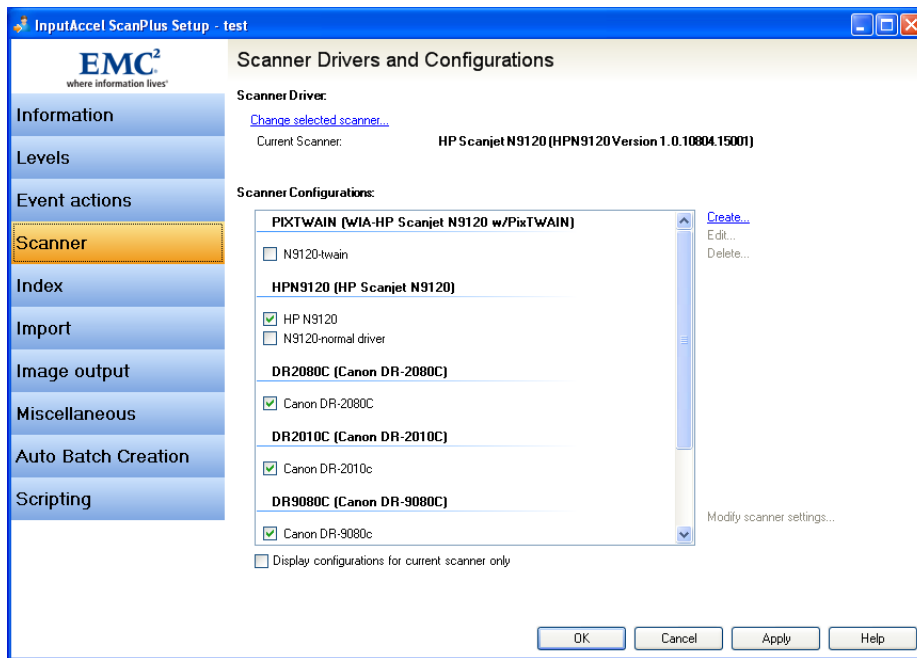 InputAccel ScanPlus Setup - test
EMC²
where information lives®
Information
Levels
Event actions
Scanner
Index
Import
Image output
Miscellaneous
Auto Batch Creation
Scripting
Scanner Drivers and Configurations
Scanner Driver:
Change selected scanner...
Current Scanner: HP Scanjet N9120 (HPN9120 Version 1.0.10804.15001)
Scanner Configurations:
PIXTWAIN (WIA-HP Scanjet N9120 w/PixTWAIN)
N9120-twain
HPN9120 (HP Scanjet N9120)
HP N9120
N9120-normal driver
DR2080C (Canon DR-2080C)
Canon DR-2080C
DR2010C (Canon DR-2010C)
Canon DR-2010c
DR9080C (Canon DR-9080C)
Canon DR-9080c
Create...
Edit...
Delete...
Modify scanner settings...
Display configurations for current scanner only
OK Cancel Apply Help